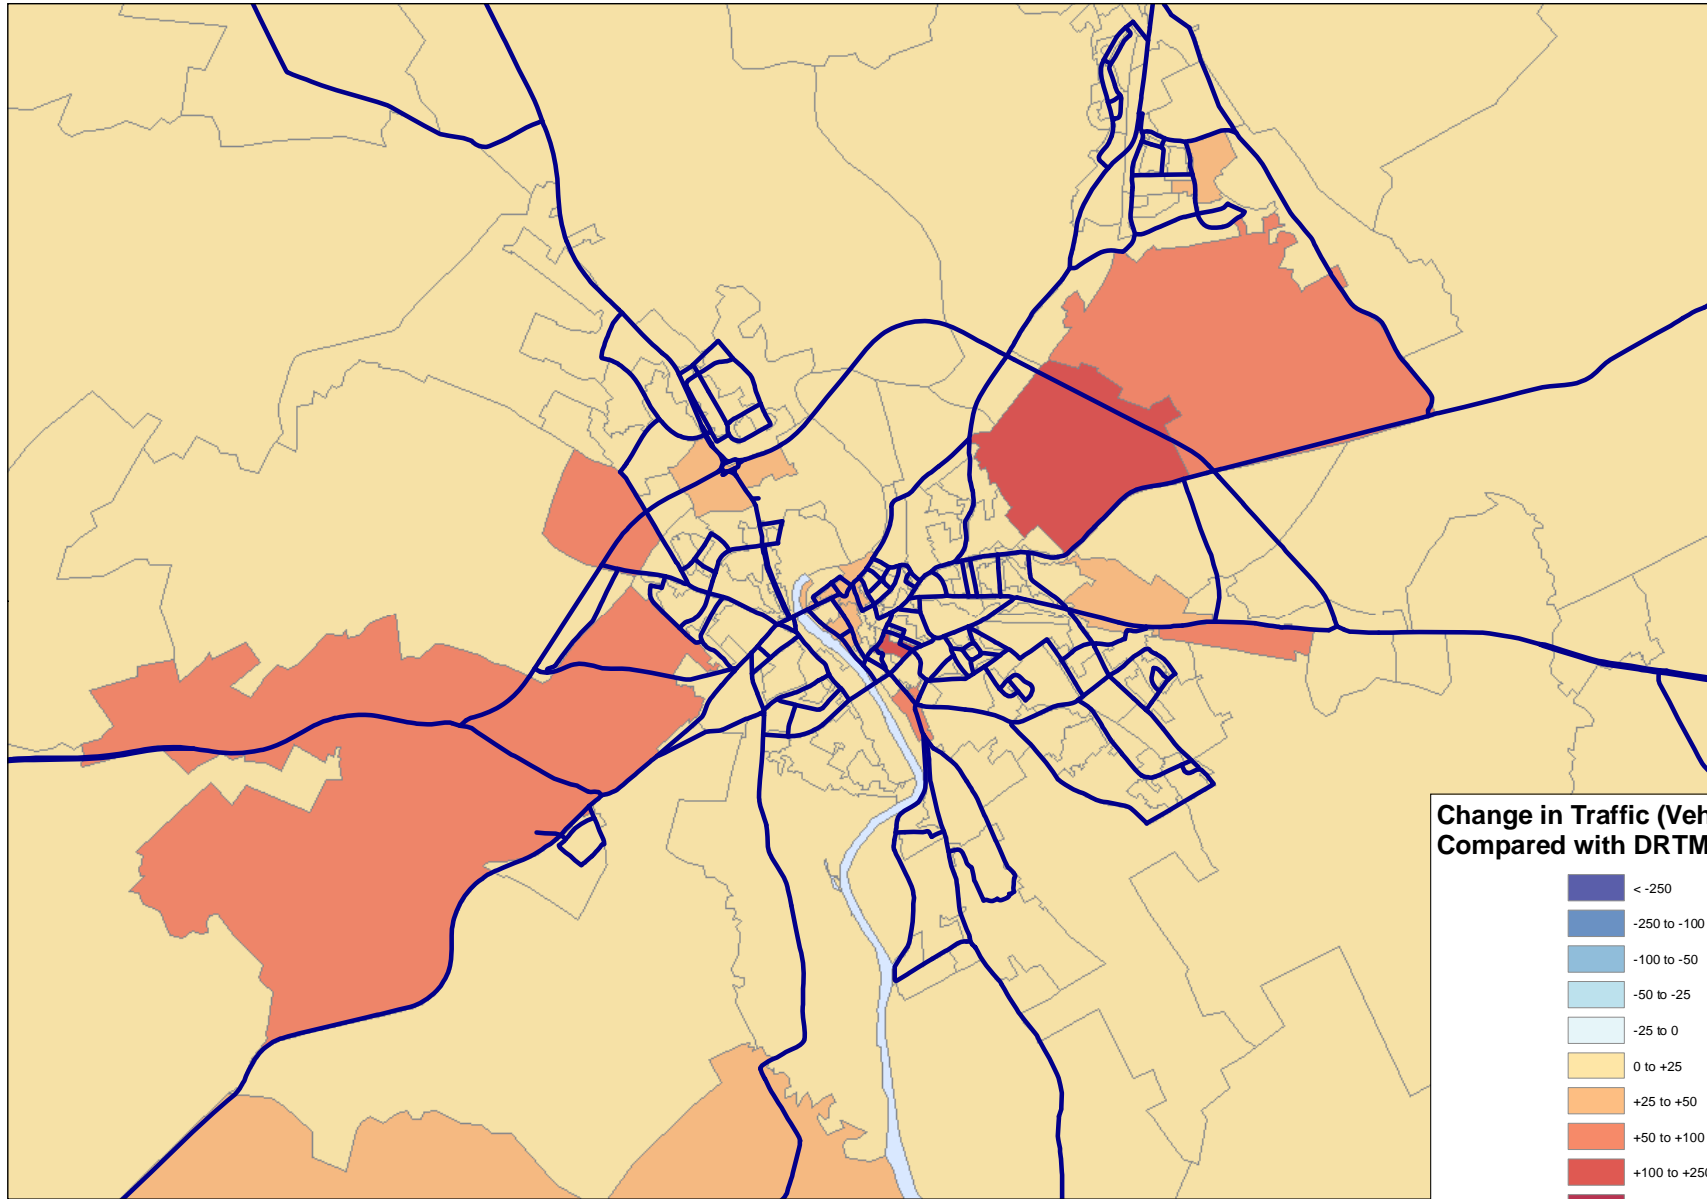 Change in Traffic (Veh
Compared with DRTM
< -250
-250 to -100
-100 to -50
-50 to -25
-25 to 0
0 to +25
+25 to +50
+50 to +100
+100 to +250